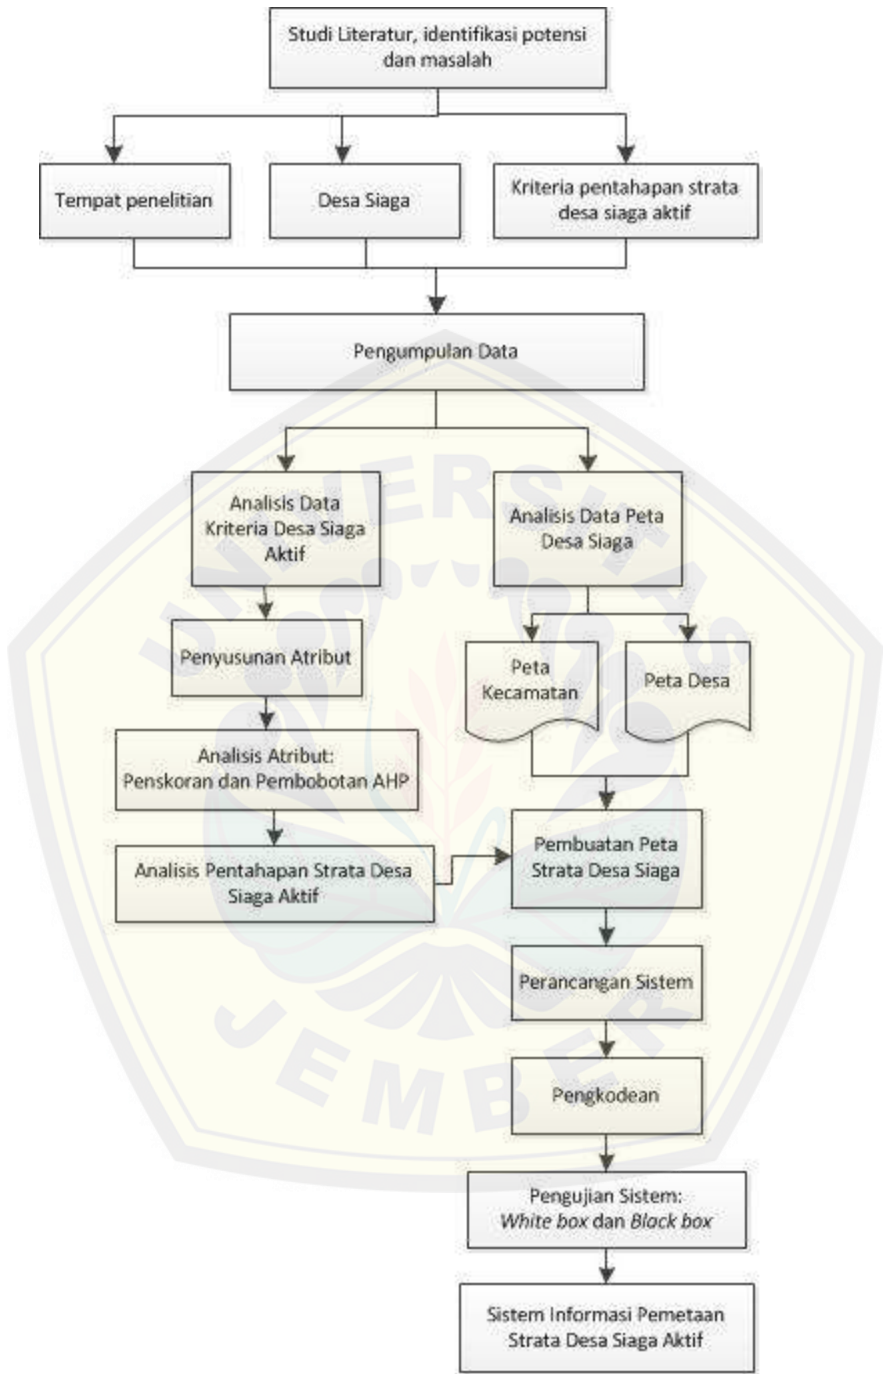 Studi Literatur, identifikasi potensi
dan masalah
Tempat penelitian
Desa Siaga
Kriteria pentahapan strata
desa siaga aktif
Pengumpulan Data
Analisis Data
Kriteria Desa Siaga
Aktif
Analisis Data Peta
Desa Siaga
Penyusunan Atribut
Peta
Kecamatan
Peta Desa
Analisis Atribut:
Penskoran dan Pembobotan AHP
Analisis Pentahapan Strata Desa
Siaga Aktif
Pembuatan Peta
Strata Desa Siaga
Perancangan Sistem
Pengkodean
Pengujian Sistem:
White box dan Black box
Sistem Informasi Pemetaan
Strata Desa Siaga Aktif
UNIVERSITAS
JEMBER